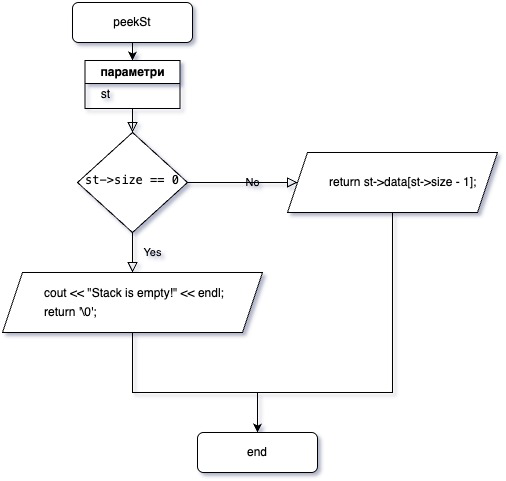 peekSt
параметри
st
st->size == 0
No
return st->data[st->size - 1];
Yes
cout << "Stack is empty!" << endl;
return '\0';
end